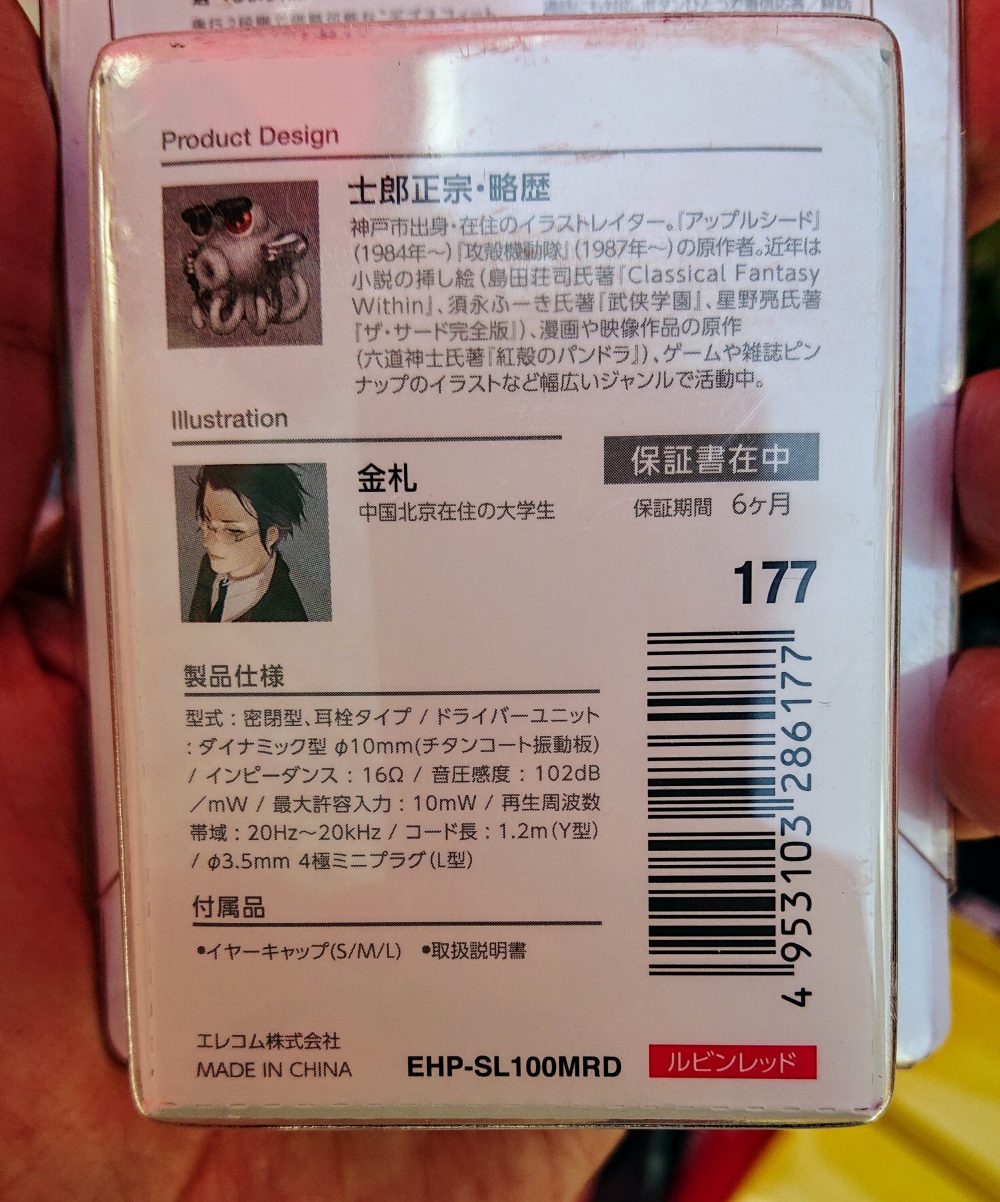 Product Design
士郎正宗・略歴
神戸市出身・在住のイラストレイター。『アップルシード』
(1984年〜)『攻殻機動隊』(1987年〜)の原作者。近年は
小説の挿し絵(島田荘司氏著『Classical Fantasy
Within』、須永ふーき氏著『武侠学園』、星野亮氏著
『ザ・サード完全版』)、漫画や映像作品の原作
(六道神士氏著『紅殻のパンドラ』)、ゲームや雑誌ピン
ナップのイラストなど幅広いジャンルで活動中。
Illustration
金札
中国北京在住の大学生
保証書在中
保証期間 6ヶ月
177
製品仕様
型式:密閉型、耳栓タイプ / ドライバーユニット
:ダイナミック型 φ10mm(チタンコート振動板)
/ インピーダンス:16Ω / 音圧感度:102dB
/mW / 最大許容入力:10mW / 再生周波数
帯域:20Hz〜20kHz / コード長:1.2m(Y型)
/ φ3.5mm 4極ミニプラグ(L型)
付属品
●イヤーキャップ(S/M/L) ●取扱説明書
4953103286177
エレコム株式会社
MADE IN CHINA
EHP-SL100MRD
ルビンレッド